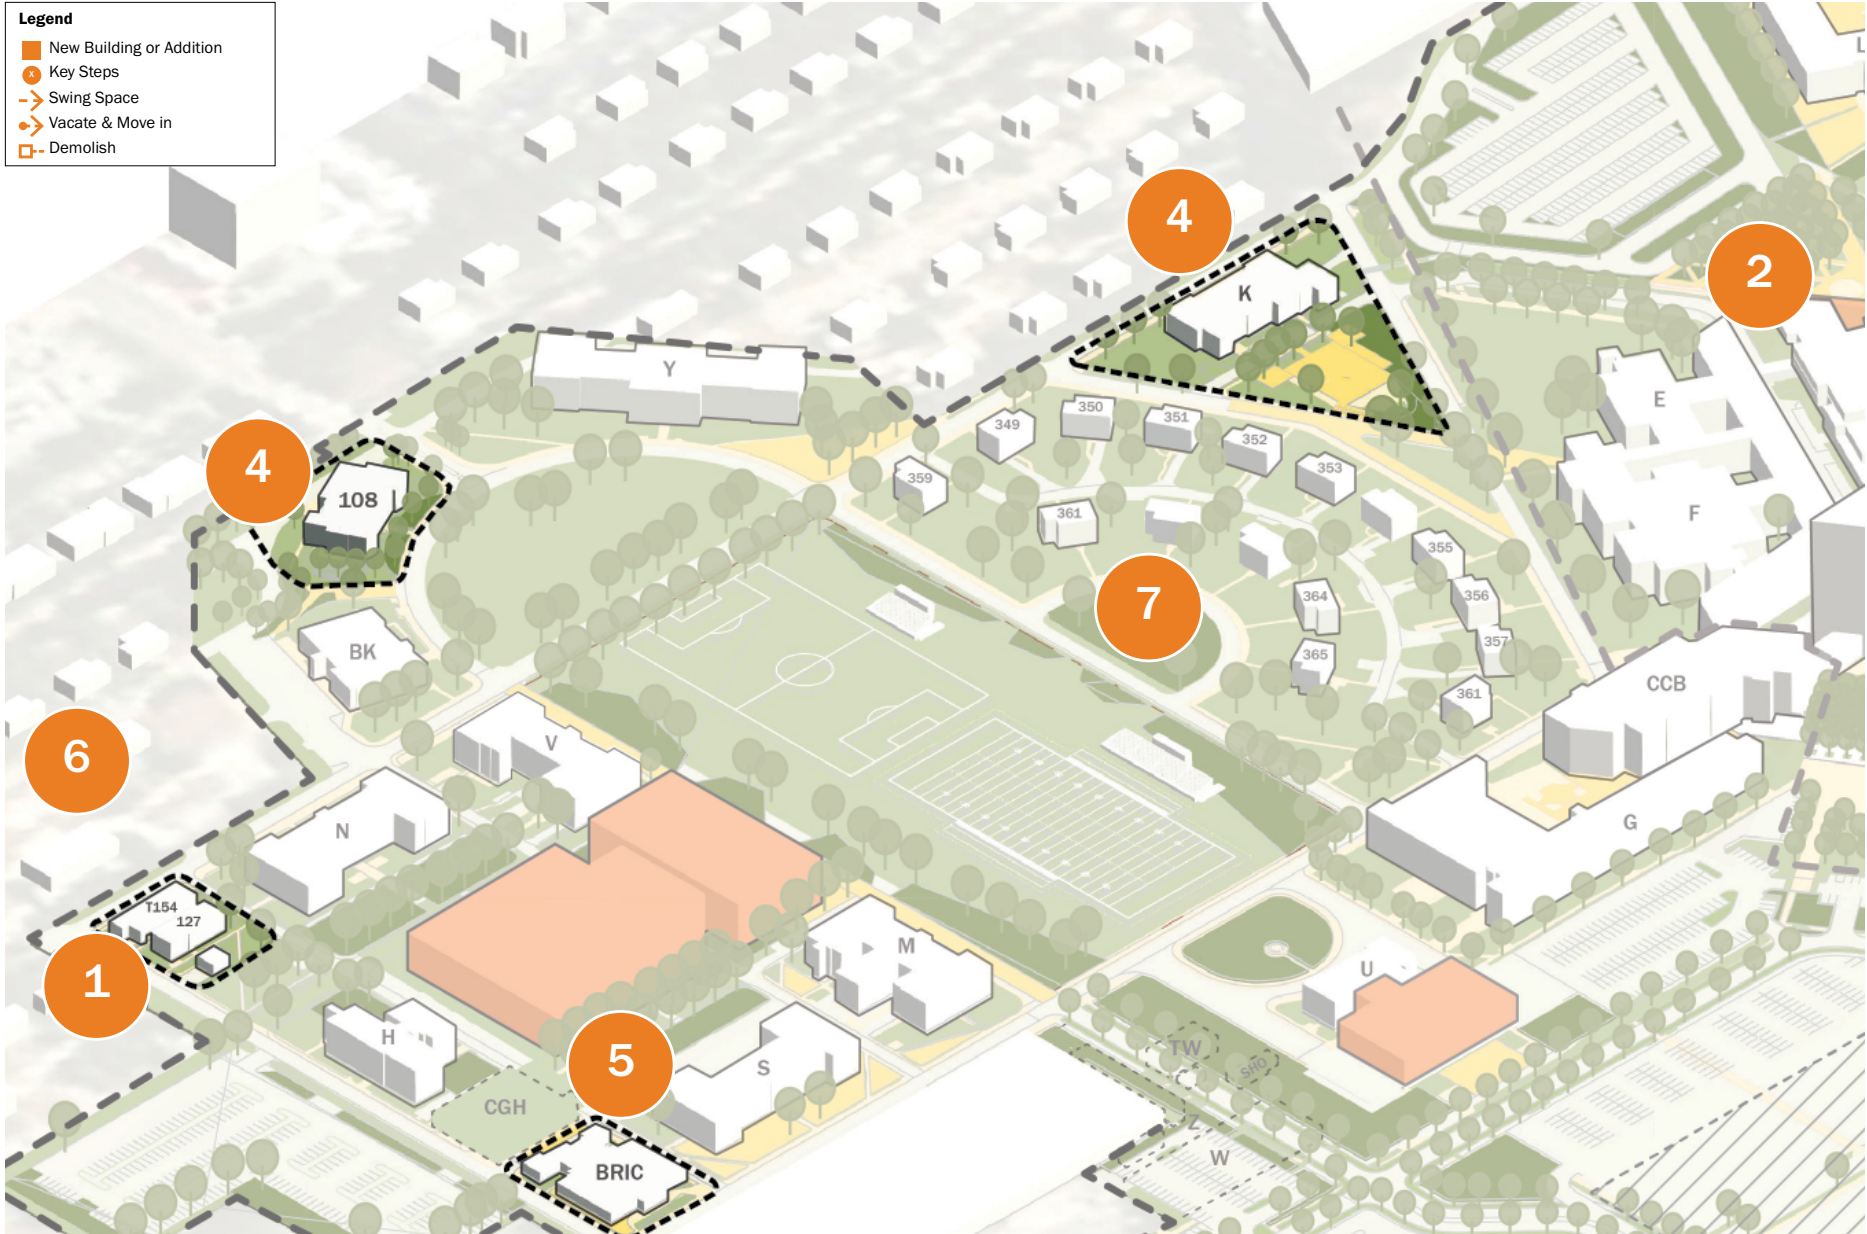 Legend
New Building or Addition
x Key Steps
Swing Space
Vacate & Move in
Demolish
L
4
2
K
Y
E
350
351
349
352
353
359
4
108
361
F
355
7
364
356
357
365
BK
CCB
361
6
V
N
G
T154
127
M
U
1
H
TW
SHO
C
5
S
CGH
Z
W
BRIC